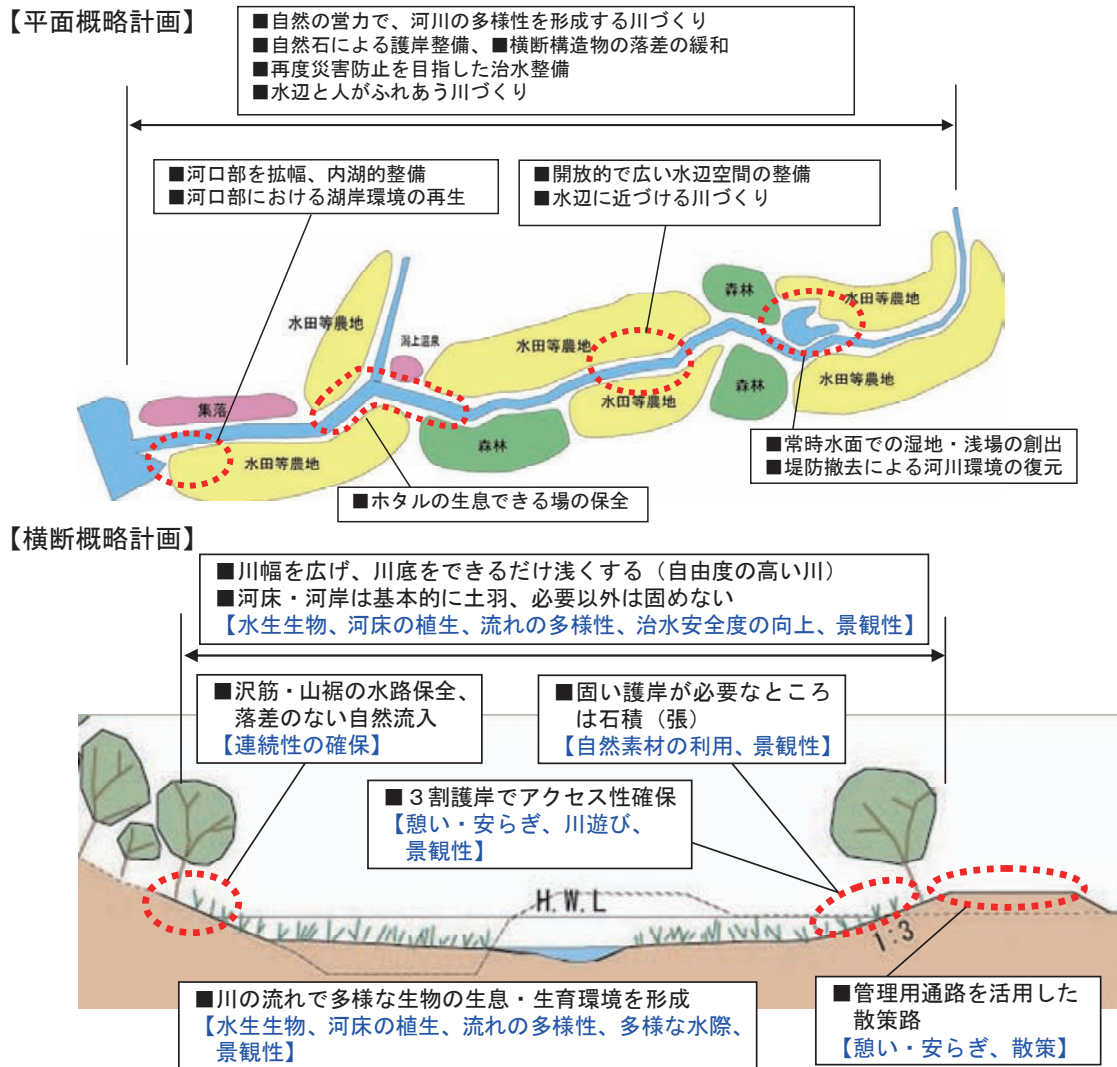 【平面概略計画】
■自然の営力で、河川の多様性を形成する川づくり
■自然石による護岸整備、■横断構造物の落差の緩和
■再度災害防止を目指した治水整備
■水辺と人がふれあう川づくり
■河口部を拡幅、内湖的整備
■河口部における湖岸環境の再生
■開放的で広い水辺空間の整備
■水辺に近づける川づくり
森林
水田等農地
水田等農地
潟上温泉
水田等農地
集落
水田等農地
森林
水田等農地
森林
水田等農地
■常時水面での湿地・浅場の創出
■堤防撤去による河川環境の復元
■ホタルの生息できる場の保全
【横断概略計画】
■川幅を広げ、川底をできるだけ浅くする（自由度の高い川）
■河床・河岸は基本的に土羽、必要以外は固めない
【水生生物、河床の植生、流れの多様性、治水安全度の向上、景観性】
■沢筋・山裾の水路保全、
落差のない自然流入
【連続性の確保】
■固い護岸が必要なところ
は石積（張）
【自然素材の利用、景観性】
■３割護岸でアクセス性確保
【憩い・安らぎ、川遊び、
景観性】
H.W.L
1:3
■川の流れで多様な生物の生息・生育環境を形成
【水生生物、河床の植生、流れの多様性、多様な水際、
景観性】
■管理用通路を活用した
散策路
【憩い・安らぎ、散策】